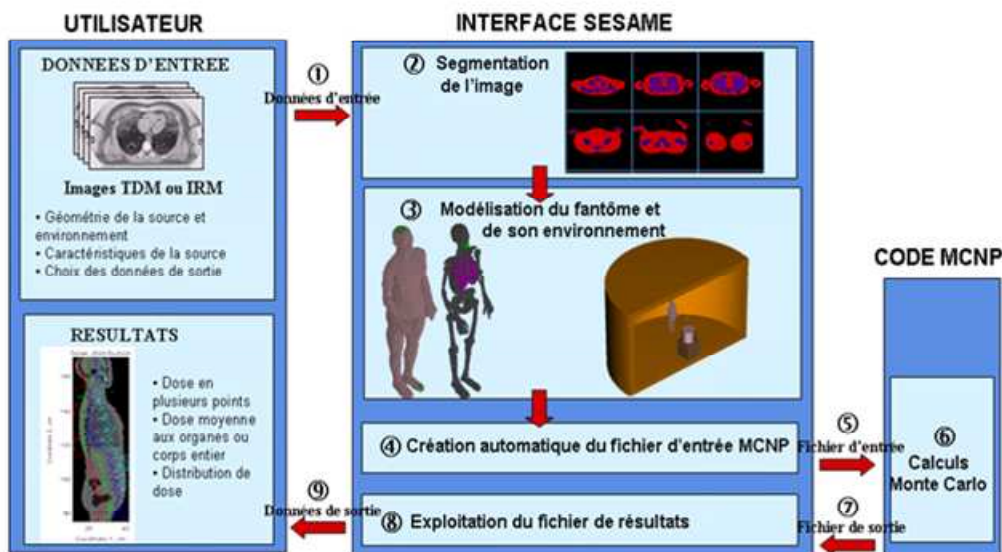 UTILISATEUR
DONNEES D'ENTREE
Images TDM ou IRM
• Géométrie de la source et
environnement
• Caractéristiques de la source
• Choix des données de sortie
RESULTATS
• Dose en
plusieurs points
• Dose moyenne
aux organes ou
corps entier
• Distribution de
dose
①
Données d'entrée
⑨
Données de sortie
INTERFACE SESAME
② Segmentation
de l'image
③ Modélisation du fantôme et
de son environnement
④ Création automatique du fichier d'entrée MCNP
⑧ Exploitation du fichier de résultats
⑤
Fichier d'entrée
⑦
Fichier de sortie
CODE MCNP
⑥
Calculs
Monte Carlo